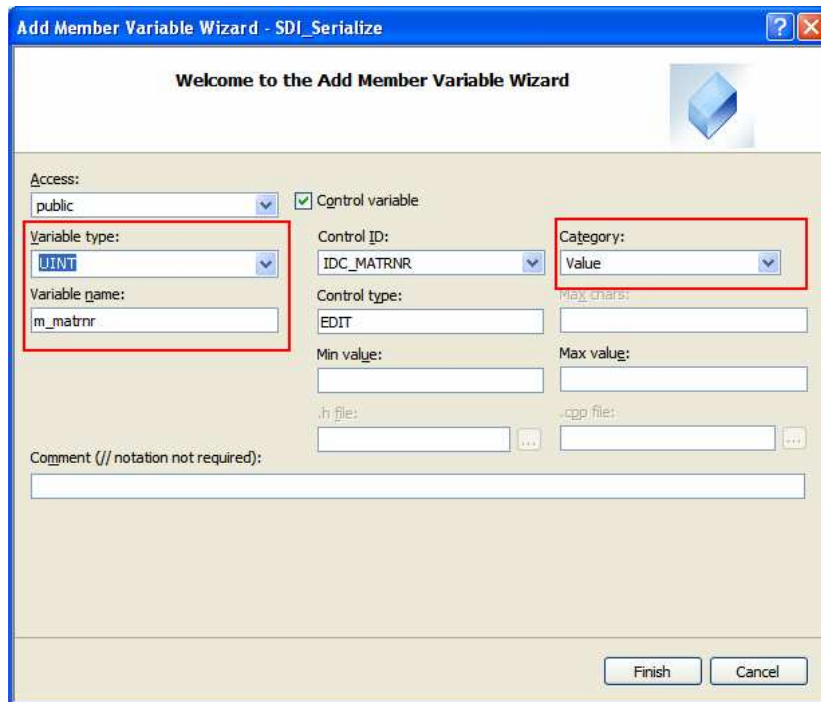 Add Member Variable Wizard - SDI_Serialize
Welcome to the Add Member Variable Wizard
Access:
public
Control variable
Variable type:
UINT
Control ID:
IDC_MATRNR
Category:
Value
Variable name:
m_matrnr
Control type:
EDIT
Max chars:
Min value:
Max value:
.h file:
...
.cpp file:
...
Comment (// notation not required):
Finish
Cancel